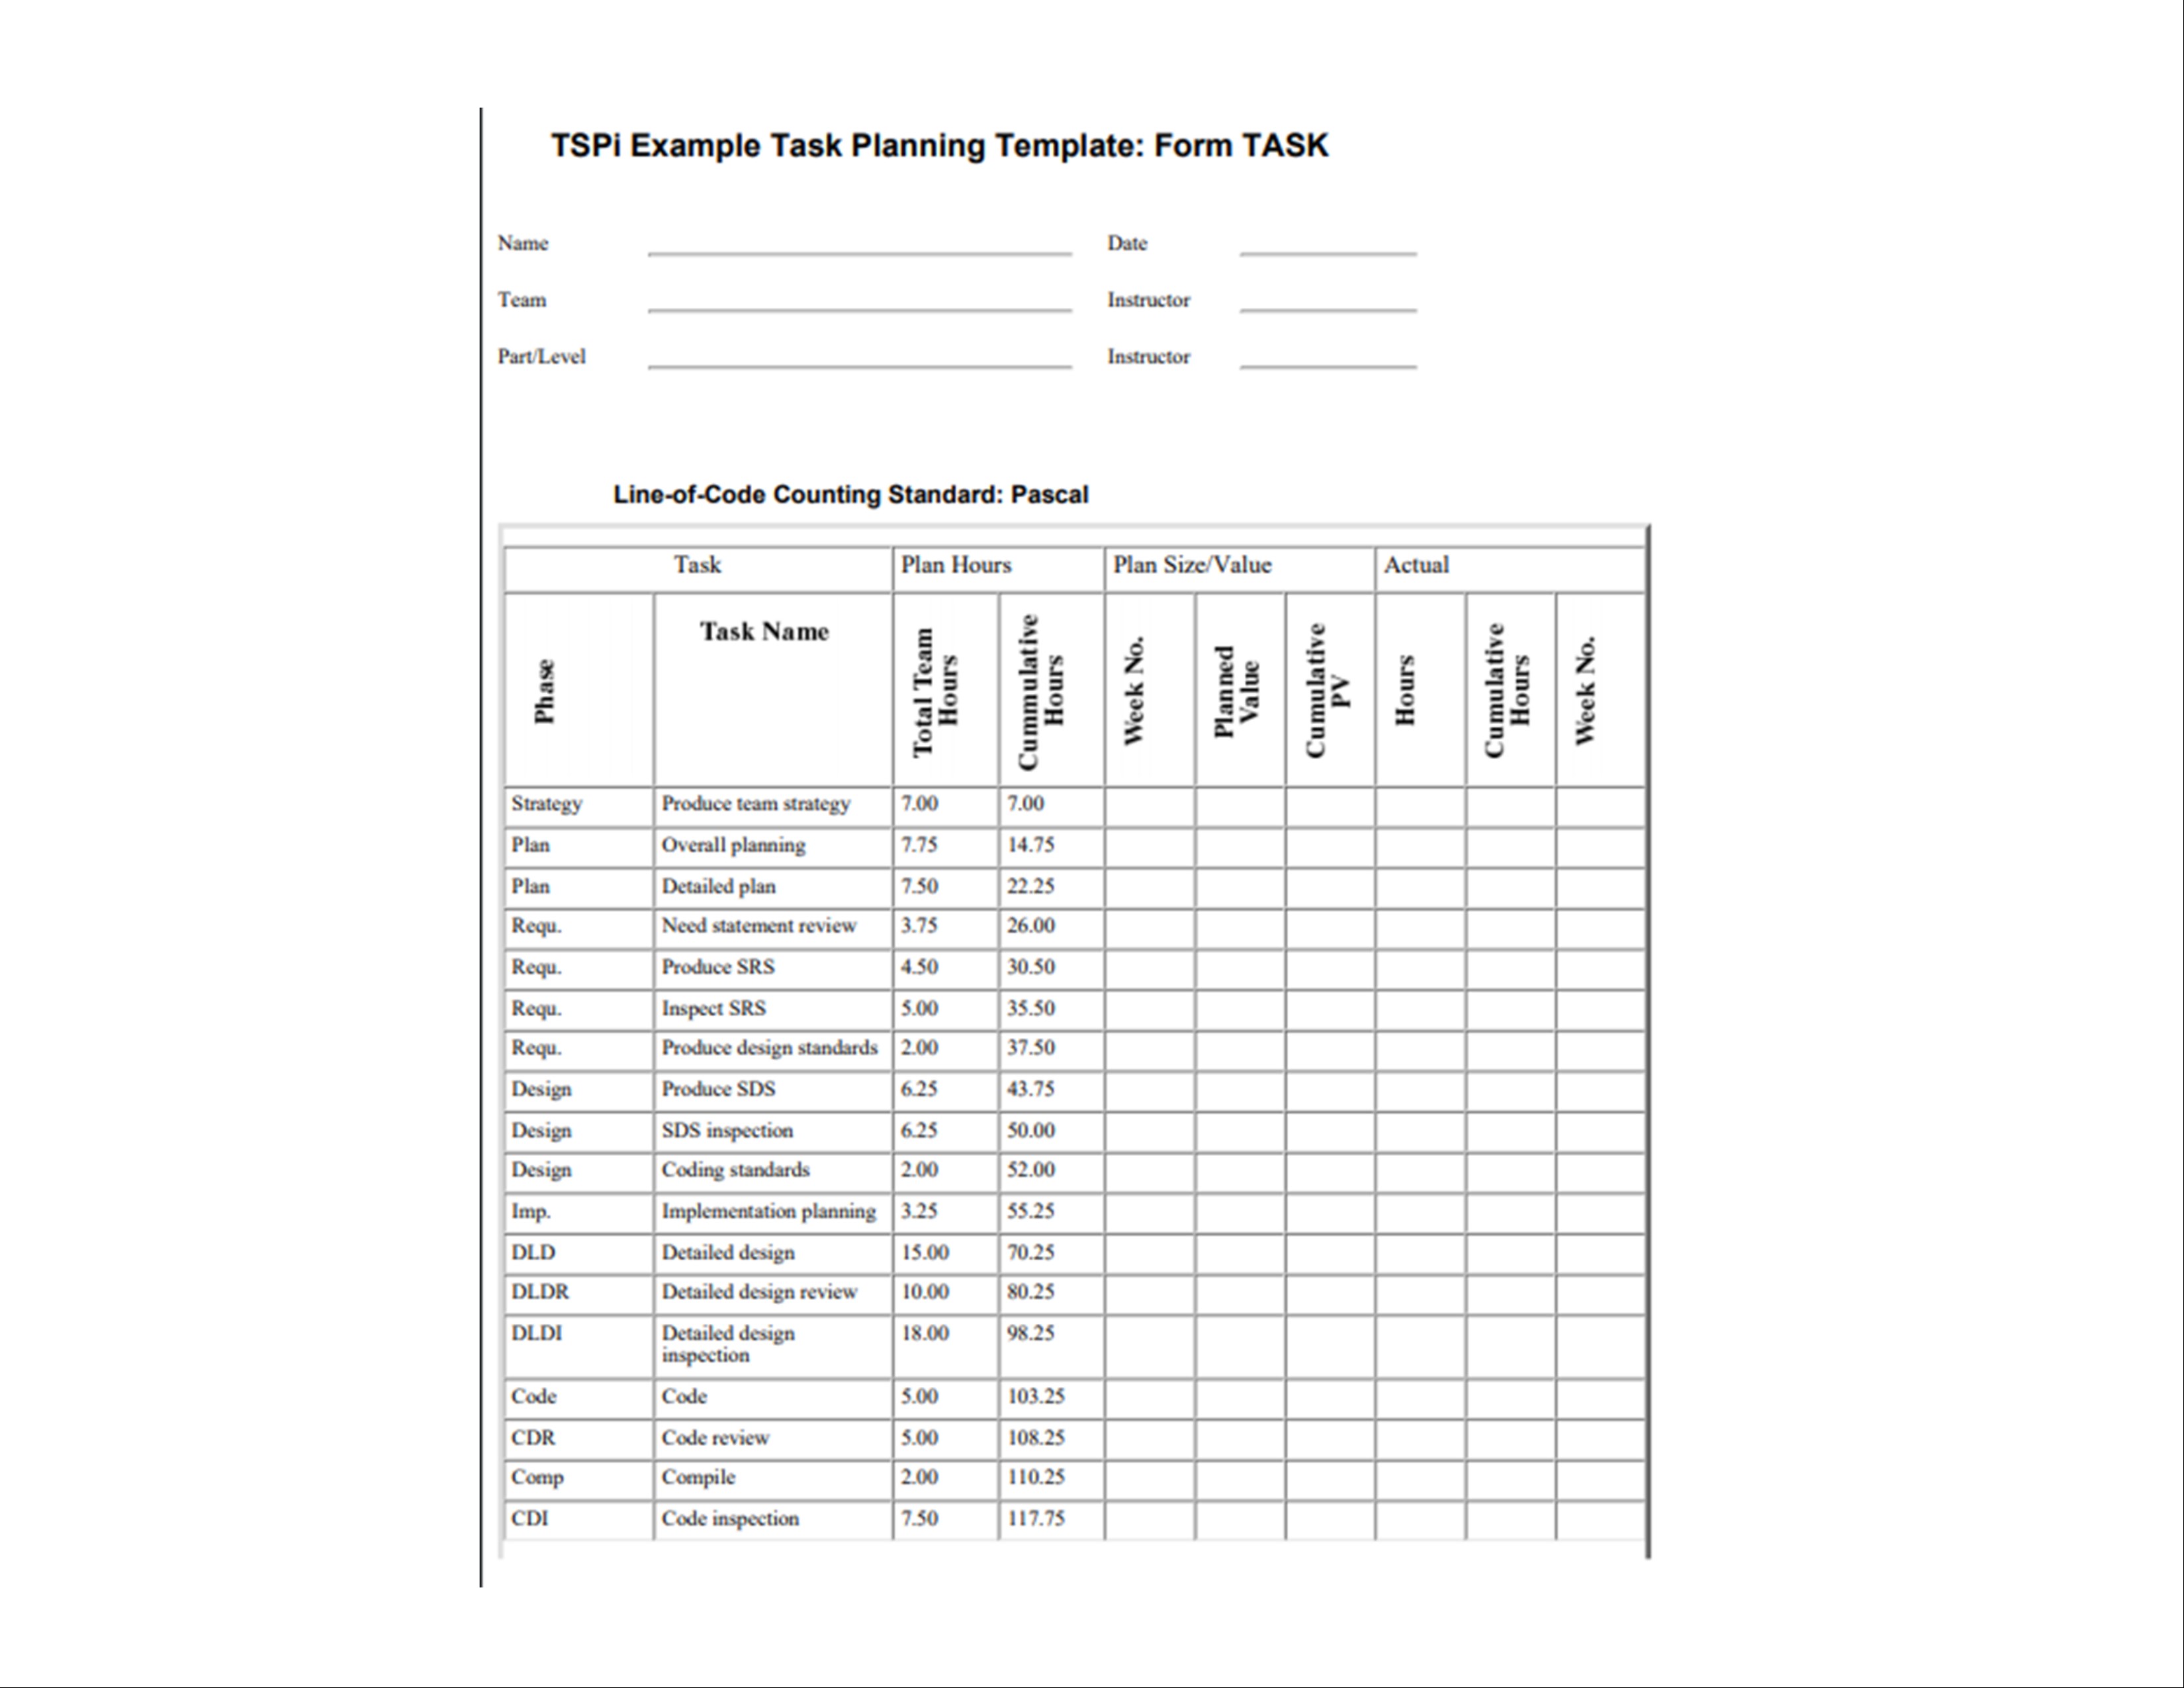 TSPi Example Task Planning Template: Form TASK
Name Date
Team Instructor
Part/Level Instructor
Line-of-Code Counting Standard: Pascal
Task Plan Hours Plan Size/Value Actual
Phase Task Name Total Team Hours Cummulative Hours Week No. Planned Value Cumulative PV Hours Cumulative Hours Week No.
Strategy Produce team strategy 7.00 7.00
Plan Overall planning 7.75 14.75
Plan Detailed plan 7.50 22.25
Requ. Need statement review 3.75 26.00
Requ. Produce SRS 4.50 30.50
Requ. Inspect SRS 5.00 35.50
Requ. Produce design standards 2.00 37.50
Design Produce SDS 6.25 43.75
Design SDS inspection 6.25 50.00
Design Coding standards 2.00 52.00
Imp. Implementation planning 3.25 55.25
DLD Detailed design 15.00 70.25
DLDR Detailed design review 10.00 80.25
DLDI Detailed design inspection 18.00 98.25
Code Code 5.00 103.25
CDR Code review 5.00 108.25
Comp Compile 2.00 110.25
CDI Code inspection 7.50 117.75